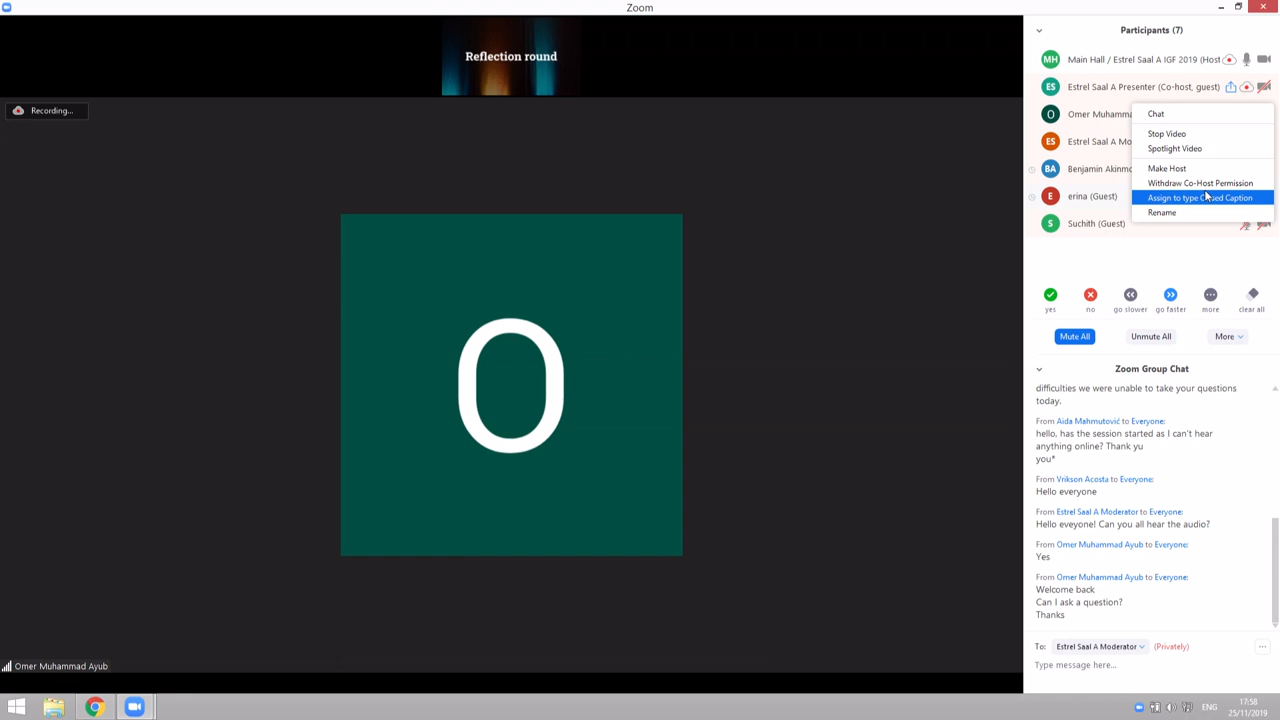 Zoom
Reflection round
Recording...
O
Omer Muhammad Ayub
Participants (7)
MH Main Hall / Estrel Saal A IGF 2019 (Host
ES Estrel Saal A Presenter (Co-host, guest)
O Omer Muhamma
ES Estrel Saal A Mo
BA Benjamin Akinmo
E erina (Guest)
S Suchith (Guest)
Chat
Stop Video
Spotlight Video
Make Host
Withdraw Co-Host Permission
Assign to type Closed Caption
Rename
yes no go slower go faster more clear all
Mute All Unmute All More
Zoom Group Chat
difficulties we were unable to take your questions
today.
From Aida Mahmutović to Everyone:
hello, has the session started as I can't hear
anything online? Thank yu
you*
From Vrikson Acosta to Everyone:
Hello everyone
From Estrel Saal A Moderator to Everyone:
Hello eveyone! Can you all hear the audio?
From Omer Muhammad Ayub to Everyone:
Yes
From Omer Muhammad Ayub to Everyone:
Welcome back
Can I ask a question?
Thanks
To: Estrel Saal A Moderator (Privately)
Type message here...
ENG
17:58
25/11/2019